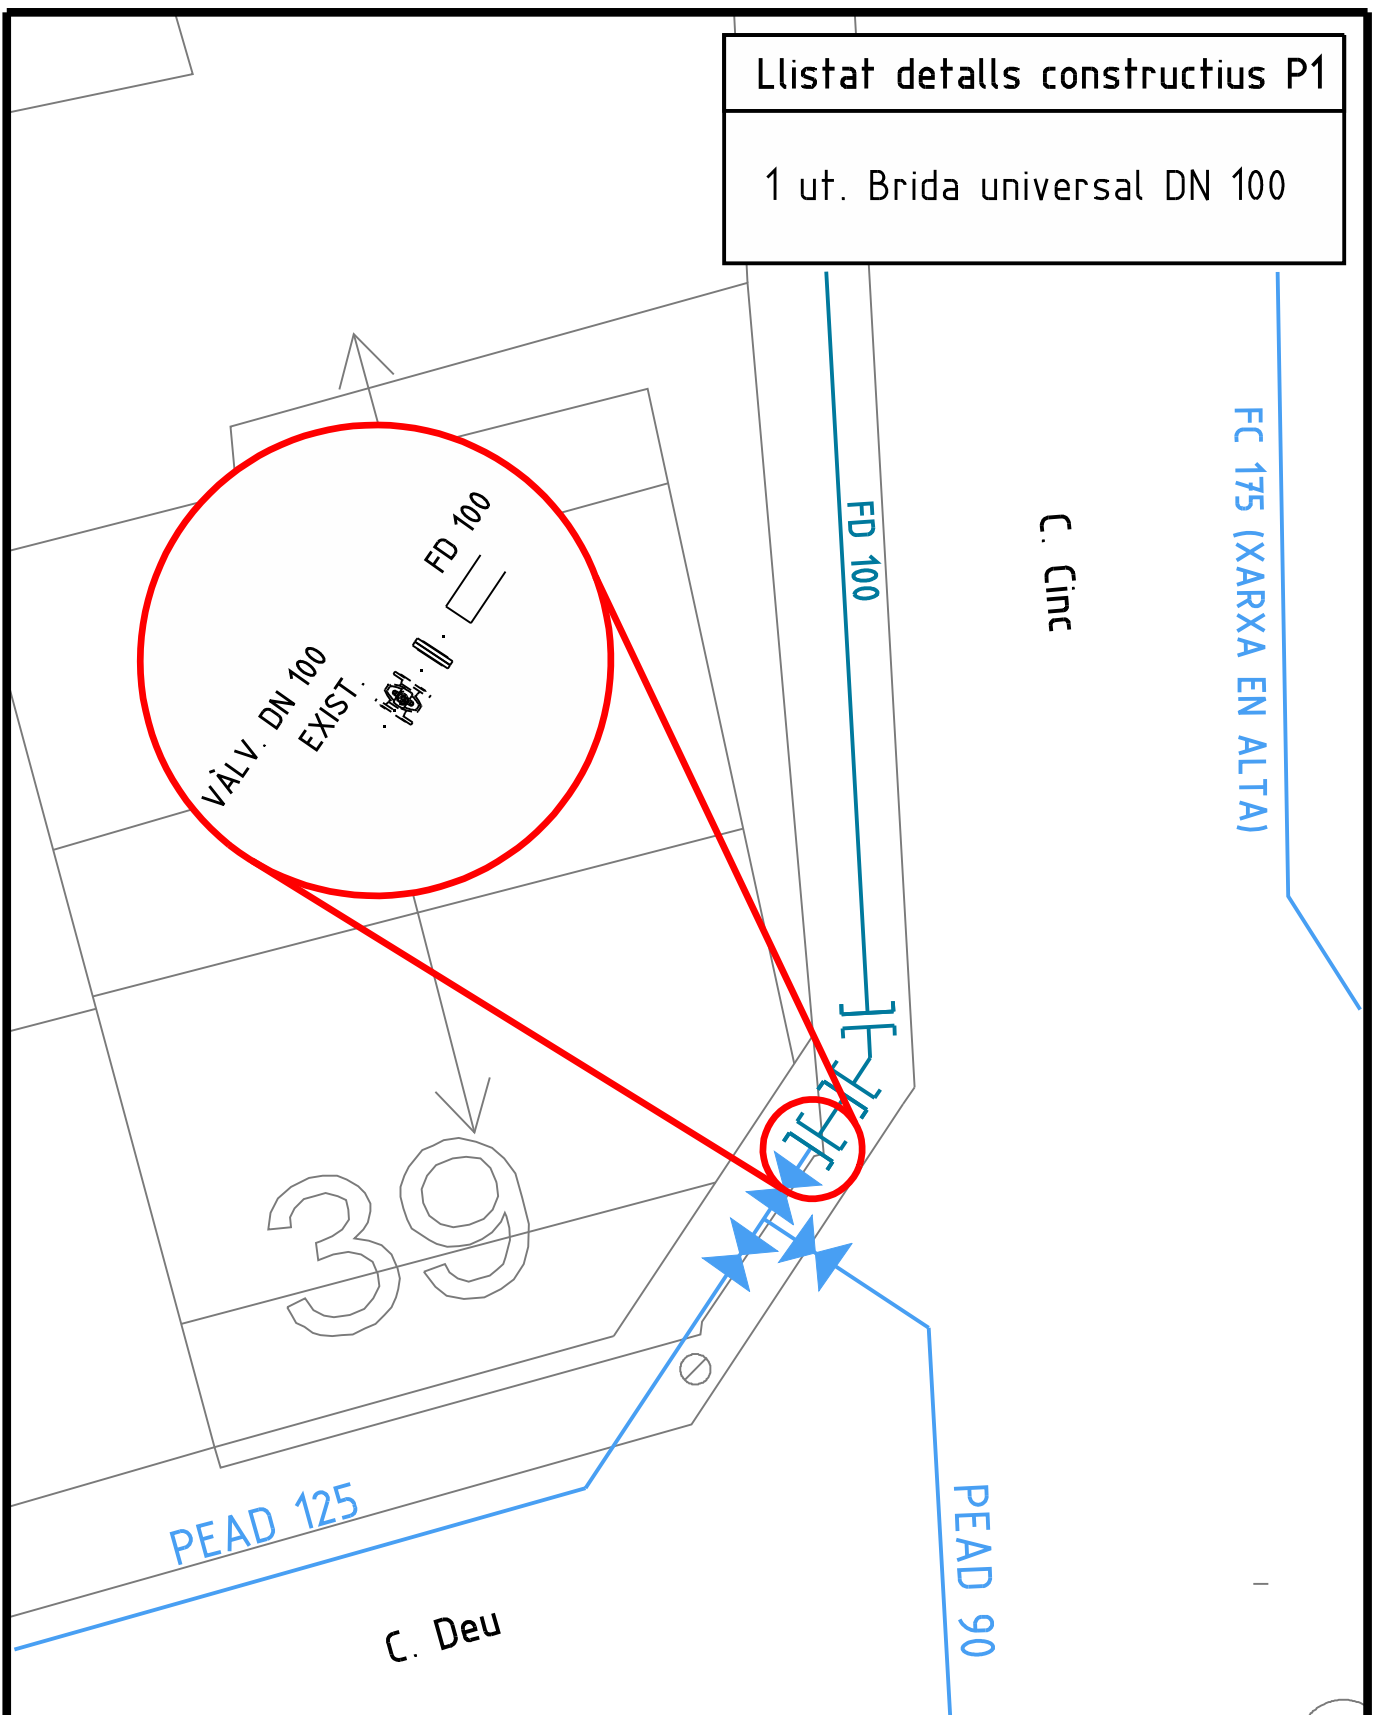 Llistat detalls constructius P1
1 ut. Brida universal DN 100
FD 100
VÀLV. DN 100
EXIST.
FD 100
C. Cinc
FC 175 (XARXA EN ALTA)
39
PEAD 125
C. Deu
PEAD 90